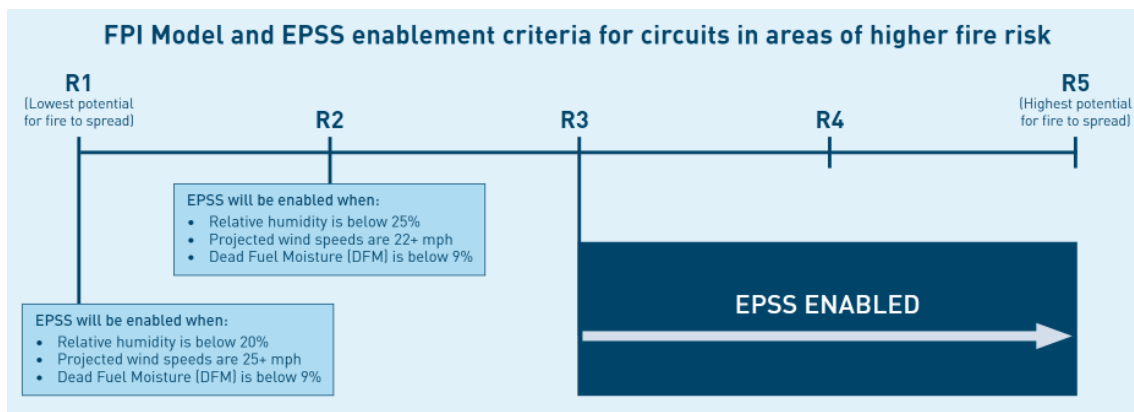 FPI Model and EPSS enablement criteria for circuits in areas of higher fire risk
R1
(Lowest potential
for fire to spread)
R2
R3
R4
R5
(Highest potential
for fire to spread)
EPSS will be enabled when:
• Relative humidity is below 25%
• Projected wind speeds are 22+ mph
• Dead Fuel Moisture (DFM) is below 9%
EPSS will be enabled when:
• Relative humidity is below 20%
• Projected wind speeds are 25+ mph
• Dead Fuel Moisture (DFM) is below 9%
EPSS ENABLED